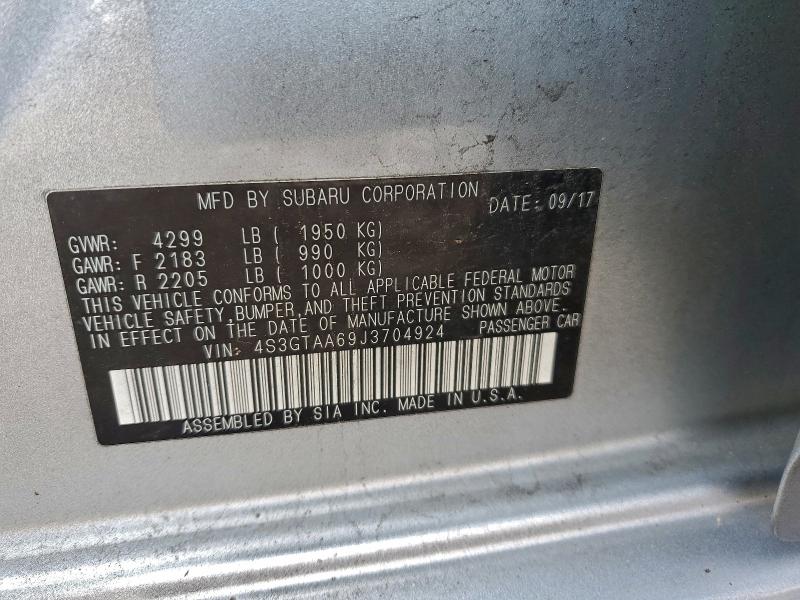 MFD BY SUBARU CORPORATION DATE: 09/17
GVWR: 4299 LB ( 1950 KG)
GAWR: F 2183 LB ( 990 KG)
GAWR: R 2205 LB ( 1000 KG)
THIS VEHICLE CONFORMS TO ALL APPLICABLE FEDERAL MOTOR
VEHICLE SAFETY,BUMPER,AND THEFT PREVENTION STANDARDS
IN EFFECT ON THE DATE OF MANUFACTURE SHOWN ABOVE.
VIN: 4S3GTAA69J3704924 PASSENGER CAR
ASSEMBLED BY SIA INC. MADE IN U.S.A.